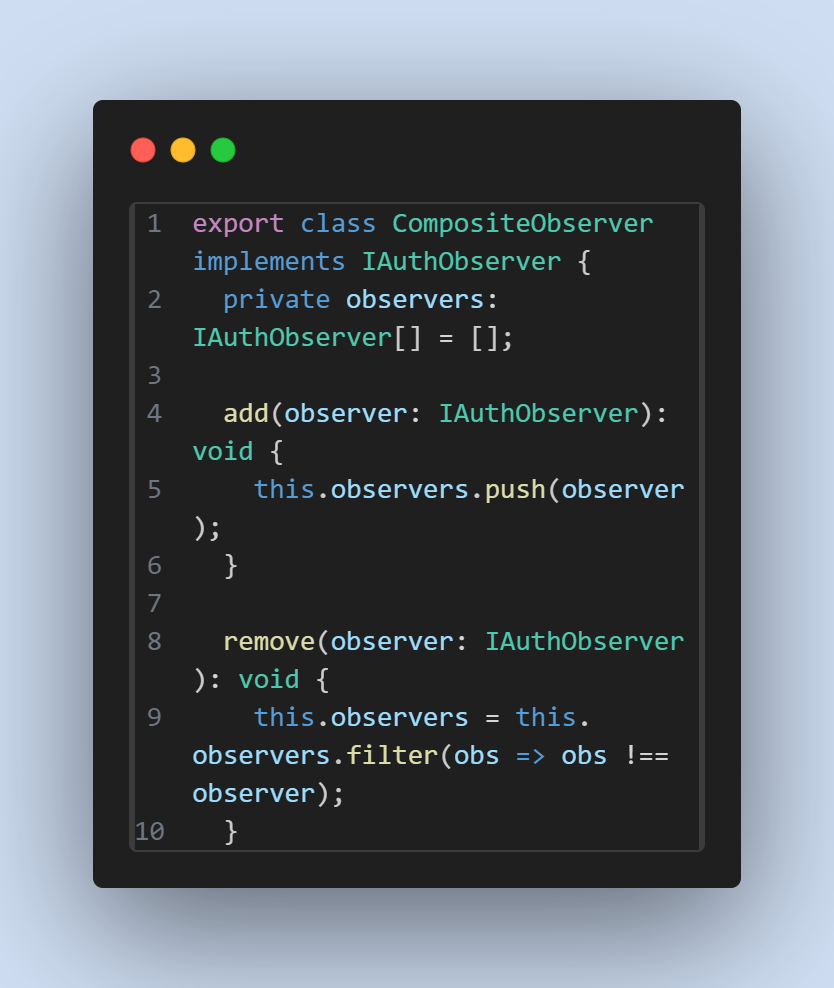 1 export class CompositeObserver
implements IAuthObserver {
2   private observers:
IAuthObserver[] = [];
3
4   add(observer: IAuthObserver):
void {
5     this.observers.push(observer
);
6   }
7
8   remove(observer: IAuthObserver
): void {
9     this.observers = this.
observers.filter(obs => obs !==
observer);
10   }